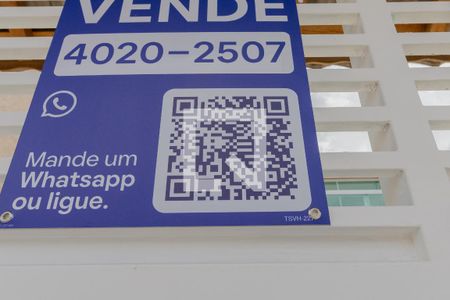 VENDE
4020-2507
Mande um
Whatsapp
ou ligue.